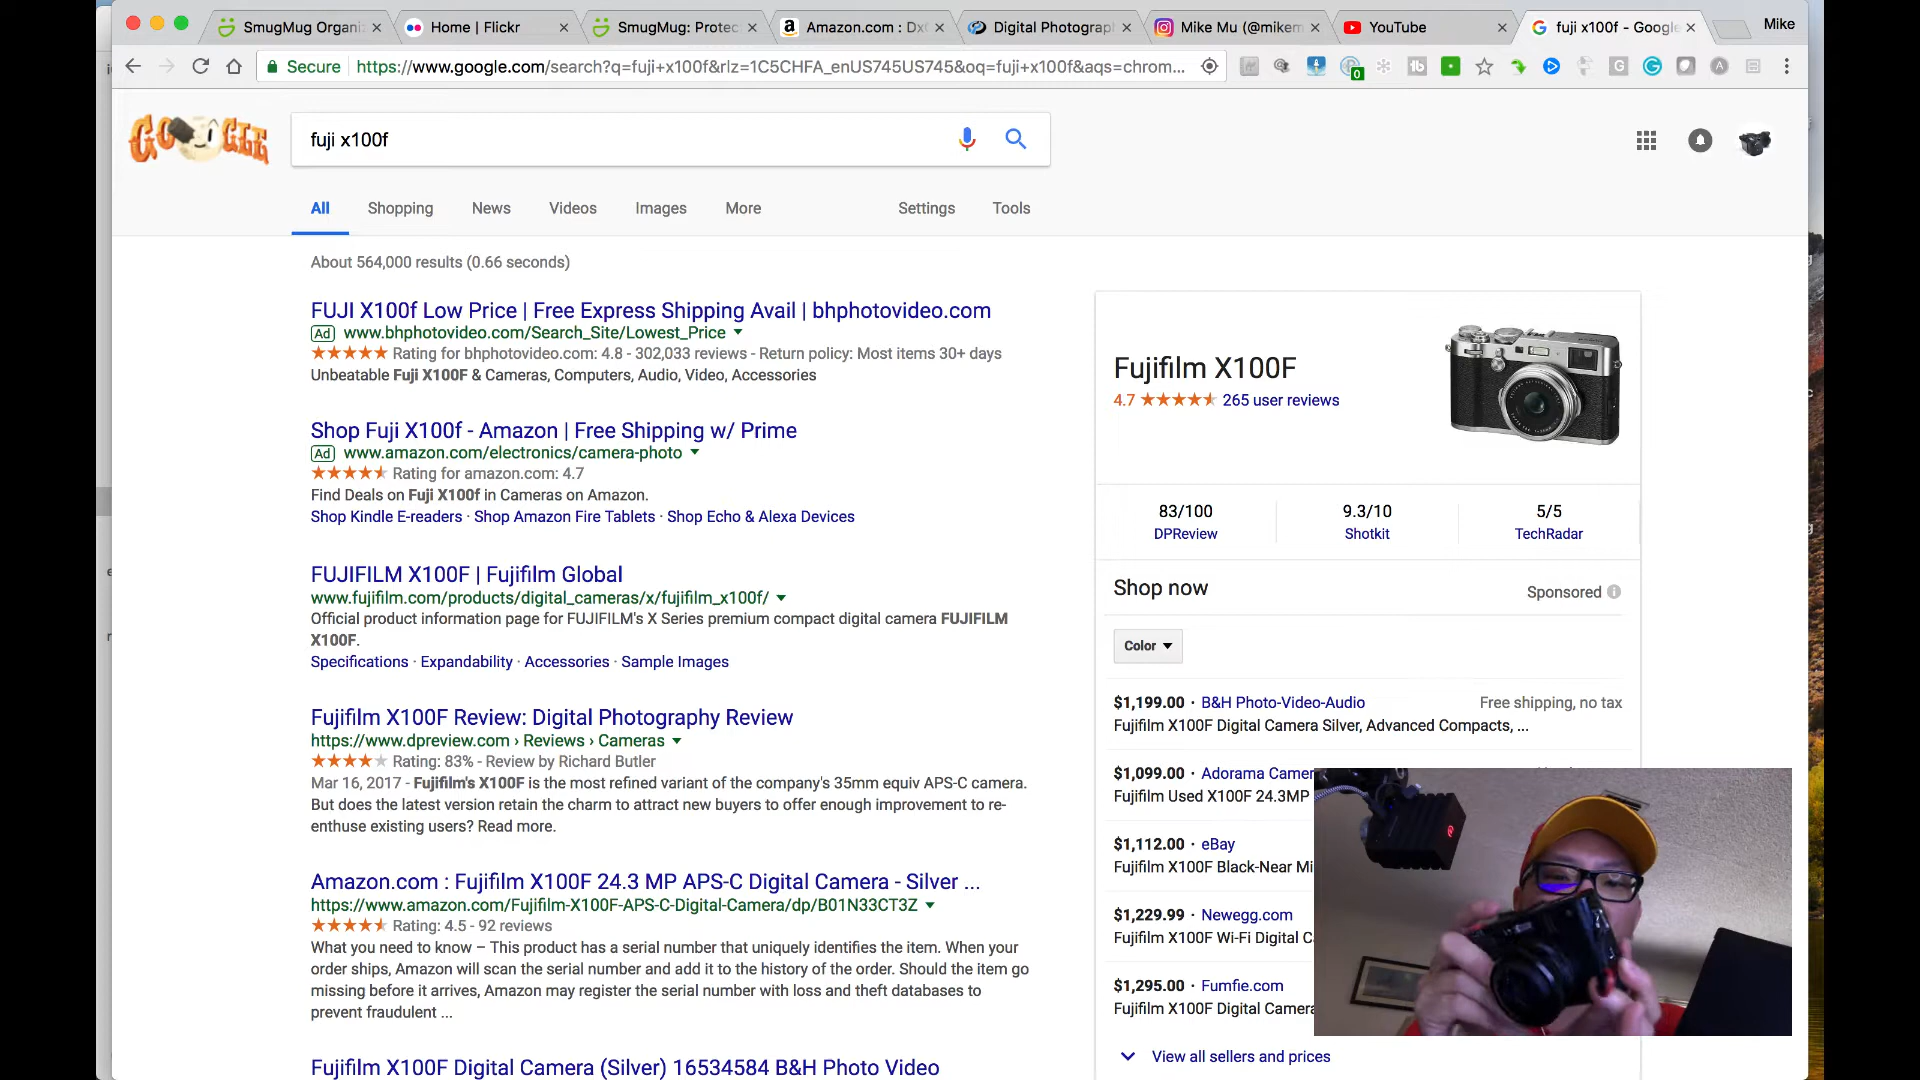 SmugMug Organi
Home | Flickr
SmugMug: Protec
Amazon.com : Dx
Digital Photograp
Mike Mu (@mikem
YouTube
fuji x100f - Google
Mike
Secure
https://www.google.com/search?q=fuji+x100f&rlz=1C5CHFA_enUS745US745&oq=fuji+x100f&aqs=chrom...
fuji x100f
All
Shopping
News
Videos
Images
More
Settings
Tools
About 564,000 results (0.66 seconds)
FUJI X100f Low Price | Free Express Shipping Avail | bhphotovideo.com
Ad www.bhphotovideo.com/Search_Site/Lowest_Price
Rating for bhphotovideo.com: 4.8 - 302,033 reviews - Return policy: Most items 30+ days
Unbeatable Fuji X100F & Cameras, Computers, Audio, Video, Accessories
Shop Fuji X100f - Amazon | Free Shipping w/ Prime
Ad www.amazon.com/electronics/camera-photo
Rating for amazon.com: 4.7
Find Deals on Fuji X100f in Cameras on Amazon.
Shop Kindle E-readers · Shop Amazon Fire Tablets · Shop Echo & Alexa Devices
FUJIFILM X100F | Fujifilm Global
www.fujifilm.com/products/digital_cameras/x/fujifilm_x100f/
Official product information page for FUJIFILM's X Series premium compact digital camera FUJIFILM
X100F.
Specifications · Expandability · Accessories · Sample Images
Fujifilm X100F Review: Digital Photography Review
https://www.dpreview.com › Reviews › Cameras
Rating: 83% - Review by Richard Butler
Mar 16, 2017 - Fujifilm's X100F is the most refined variant of the company's 35mm equiv APS-C camera.
But does the latest version retain the charm to attract new buyers to offer enough improvement to re-
enthuse existing users? Read more.
Amazon.com : Fujifilm X100F 24.3 MP APS-C Digital Camera - Silver ...
https://www.amazon.com/Fujifilm-X100F-APS-C-Digital-Camera/dp/B01N33CT3Z
Rating: 4.5 - 92 reviews
What you need to know – This product has a serial number that uniquely identifies the item. When your
order ships, Amazon will scan the serial number and add it to the history of the order. Should the item go
missing before it arrives, Amazon may register the serial number with loss and theft databases to
prevent fraudulent ...
Fujifilm X100F Digital Camera (Silver) 16534584 B&H Photo Video
Fujifilm X100F
4.7
265 user reviews
83/100
DPReview
9.3/10
Shotkit
5/5
TechRadar
Shop now
Sponsored
Color
$1,199.00 · B&H Photo-Video-Audio
Free shipping, no tax
Fujifilm X100F Digital Camera Silver, Advanced Compacts, ...
$1,099.00 · Adorama Camer
Fujifilm Used X100F 24.3MP
$1,112.00 · eBay
Fujifilm X100F Black-Near Mi
$1,229.99 · Newegg.com
Fujifilm X100F Wi-Fi Digital C
$1,295.00 · Fumfie.com
Fujifilm X100F Digital Camera
View all sellers and prices